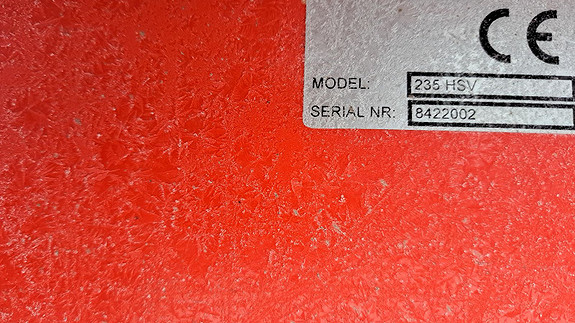 CE
MODEL: 235 HSV
SERIAL NR: 8422002